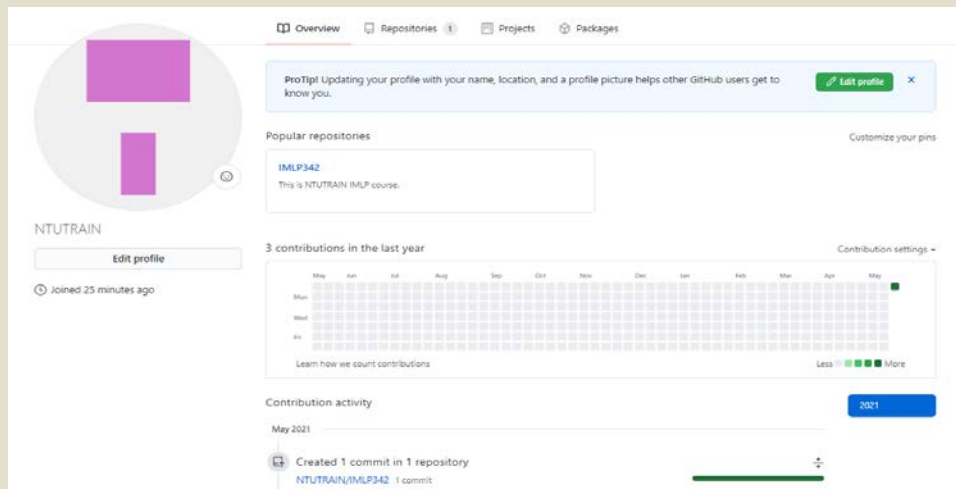 Overview Repositories 1 Projects Packages
ProTip! Updating your profile with your name, location, and a profile picture helps other GitHub users get to
know you.
Edit profile
Popular repositories
Customize your pins
IMLP342
This is NTUTRAIN IMLP course.
NTUTRAIN
Edit profile
Joined 25 minutes ago
3 contributions in the last year
Contribution settings
May Jun Jul Aug Sep Oct Nov Dec Jan Feb Mar Apr May
Mon
Wed
Fri
Learn how we count contributions
Less More
Contribution activity
2021
May 2021
Created 1 commit in 1 repository
NTUTRAIN/IMLP342 1 commit